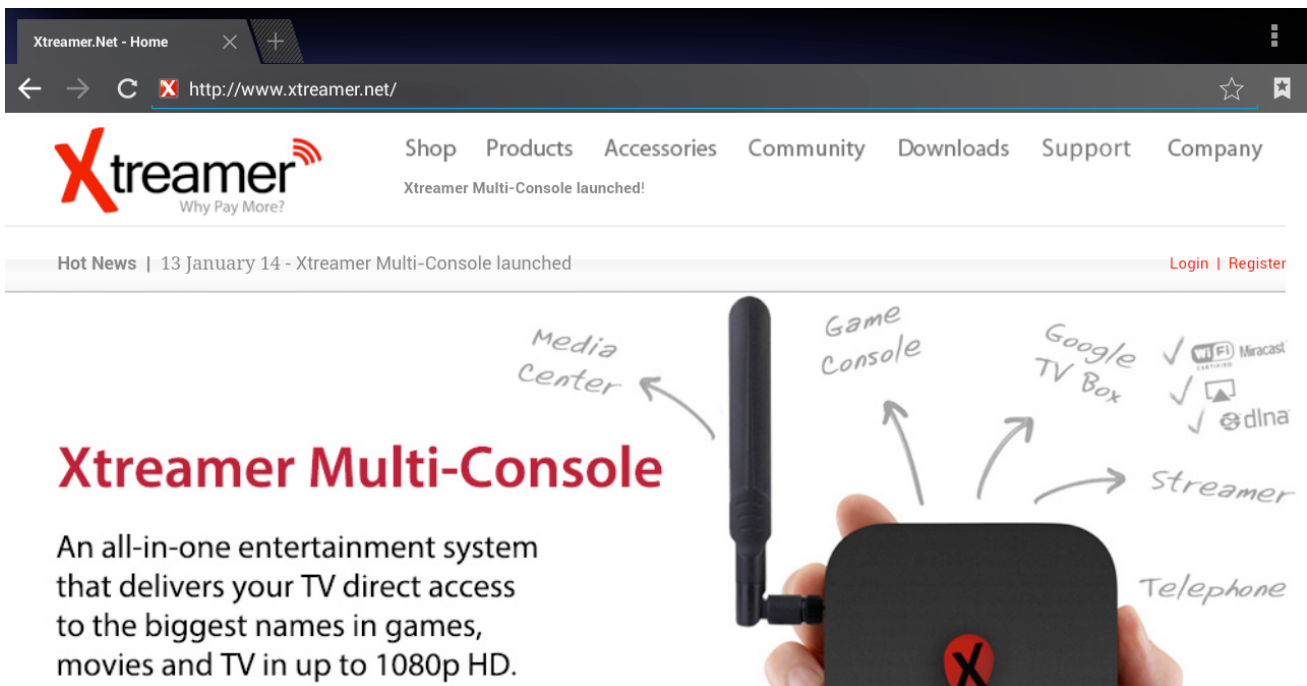 Xtreamer.Net - Home
http://www.xtreamer.net/
Xtreamer
Why Pay More?
Shop Products Accessories Community Downloads Support Company
Xtreamer Multi-Console launched!
Hot News | 13 January 14 - Xtreamer Multi-Console launched
Login | Register
Media
Center
Game
Console
Google
TV Box
WiFi CERTIFIED Miracast
dlna
Streamer
Telephone
Xtreamer Multi-Console
An all-in-one entertainment system
that delivers your TV direct access
to the biggest names in games,
movies and TV in up to 1080p HD.
X